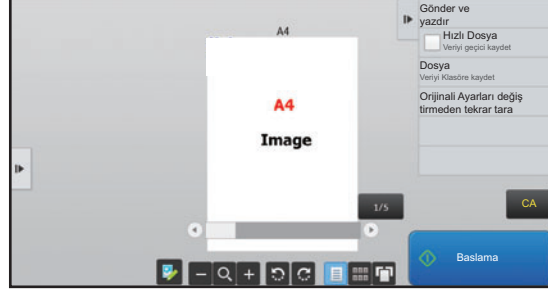 A4
A4
Image
1/5
Gönder ve
yazdır
Hızlı Dosya
Veriyi geçici kaydet
Dosya
Veriyi Klasöre kaydet
Orijinali Ayarları değiş
tirmeden tekrar tara
CA
Baslama